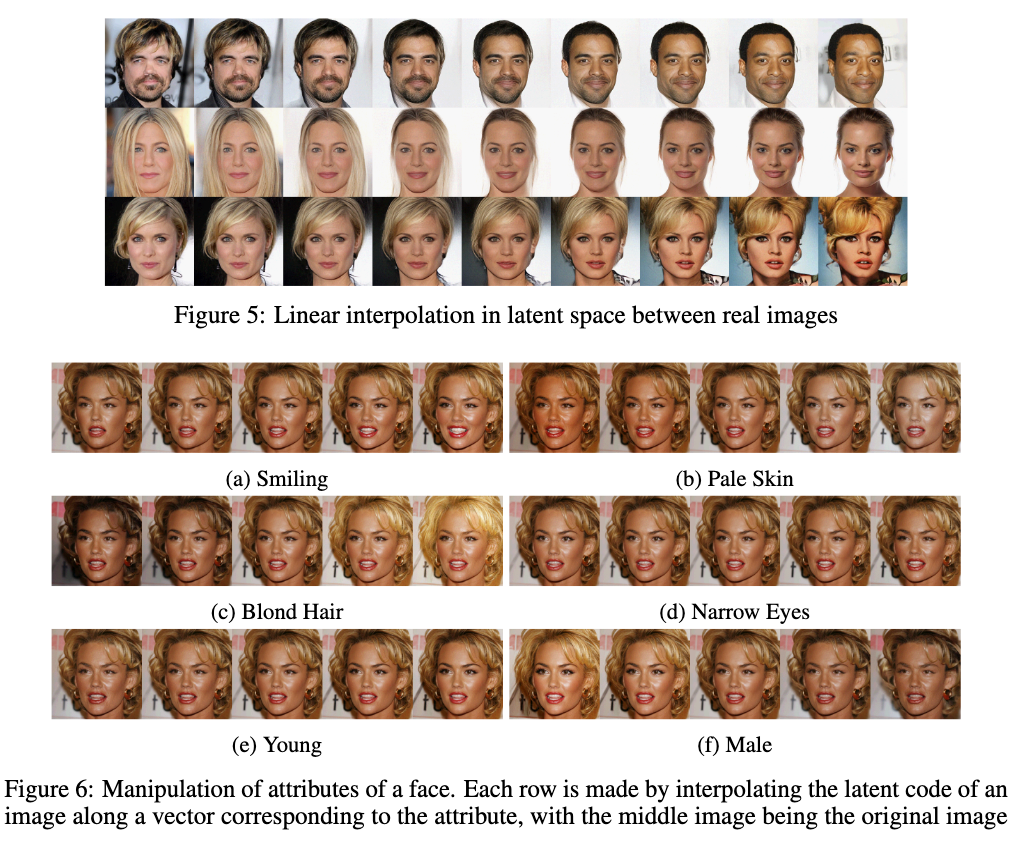 Figure 5: Linear interpolation in latent space between real images
(a) Smiling
(b) Pale Skin
(c) Blond Hair
(d) Narrow Eyes
(e) Young
(f) Male
Figure 6: Manipulation of attributes of a face. Each row is made by interpolating the latent code of an
image along a vector corresponding to the attribute, with the middle image being the original image